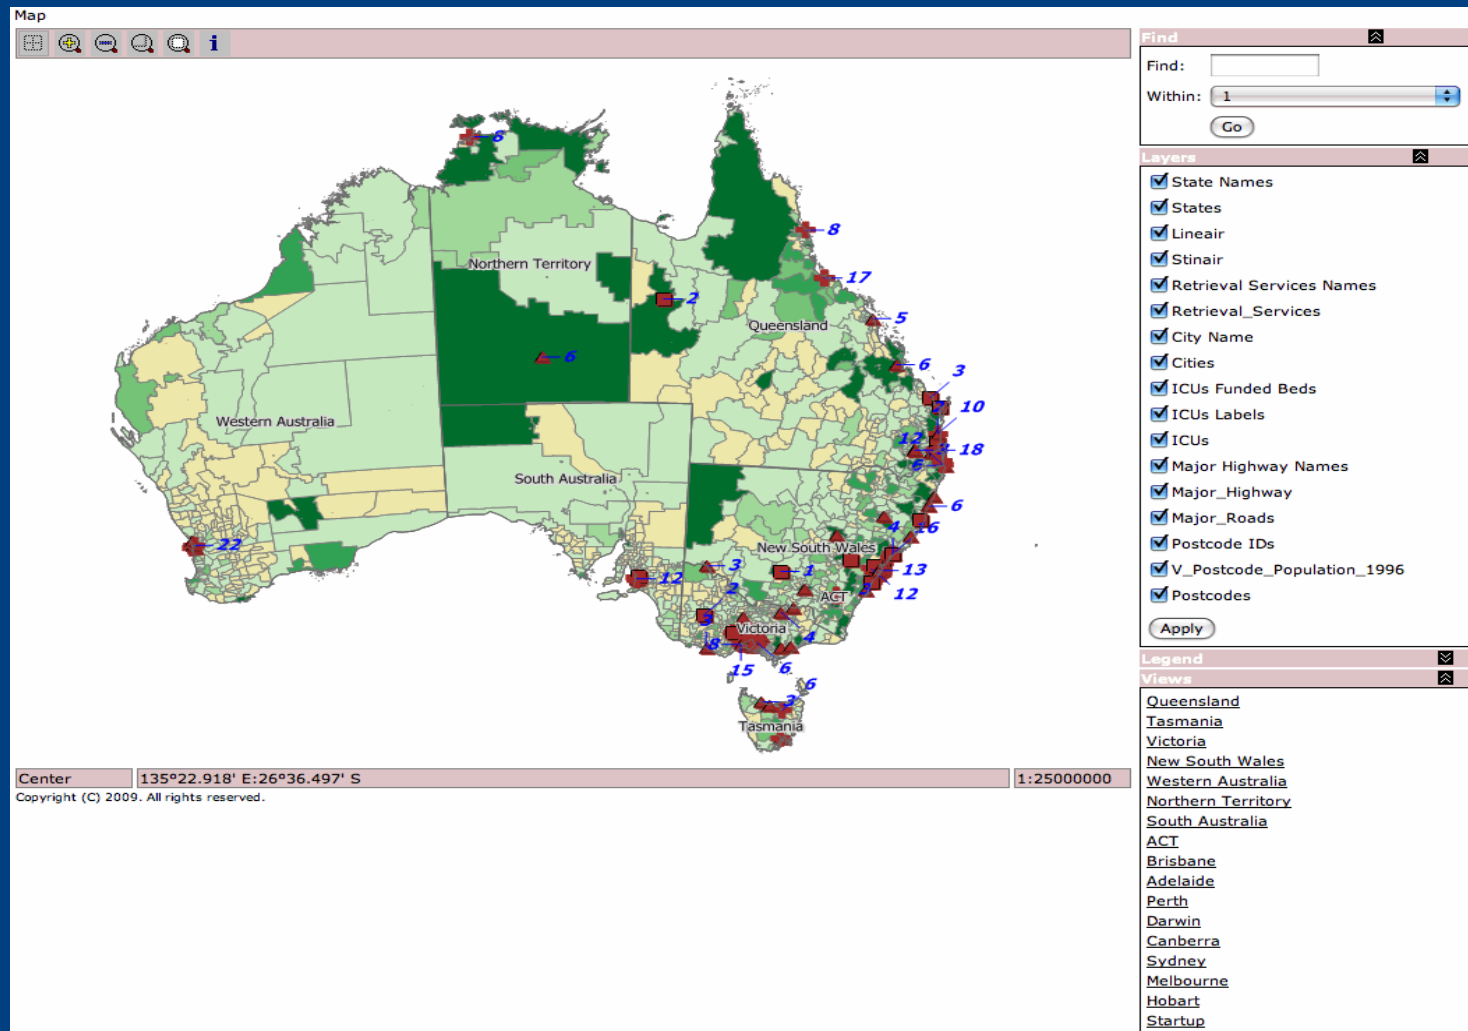 Map
i
Find
Find:
Within: 1
Go
Layers
State Names
States
Lineair
Stinair
Retrieval Services Names
Retrieval_Services
City Name
Cities
ICUs Funded Beds
ICUs Labels
ICUs
Major Highway Names
Major_Highway
Major_Roads
Postcode IDs
V_Postcode_Population_1996
Postcodes
Apply
Legend
Views
Queensland
Tasmania
Victoria
New South Wales
Western Australia
Northern Territory
South Australia
ACT
Brisbane
Adelaide
Perth
Darwin
Canberra
Sydney
Melbourne
Hobart
Startup
8
8
Northern Territory
17
2
5
Queensland
6
6
3
10
Western Australia
12
18
6
South Australia
6
4
16
22
New South Wales
3
1
13
12
2
ACT
12
Victoria
4
8
15
6
6
3
Tasmania
Center
135°22.918' E:26°36.497' S
1:25000000
Copyright (C) 2009. All rights reserved.